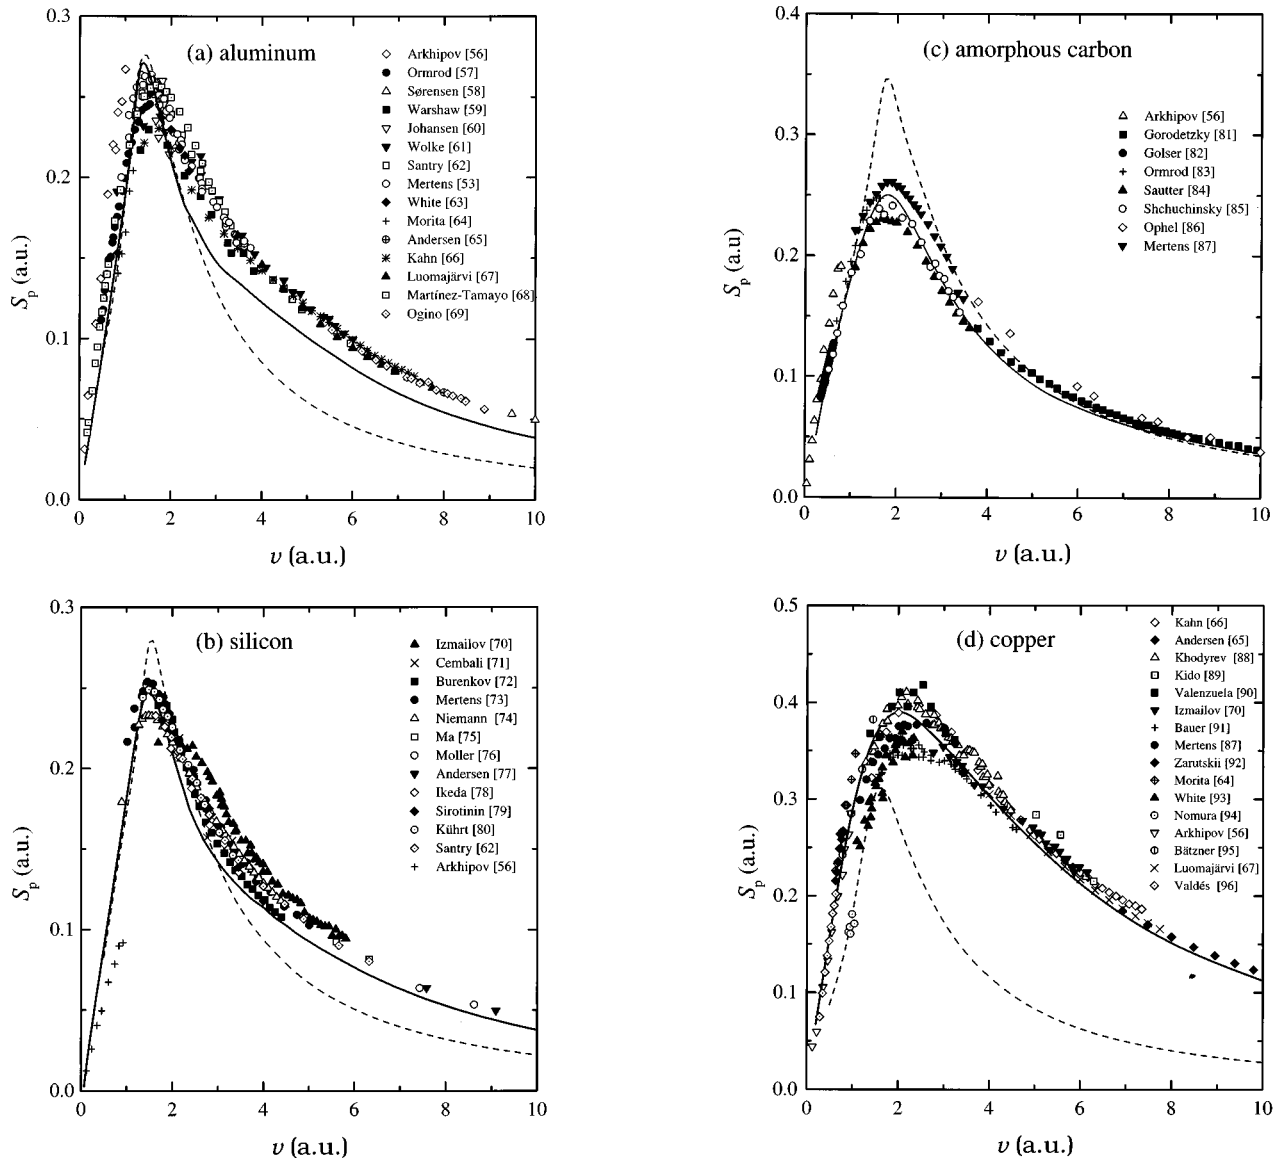 (a) aluminum
0.3
0.2
0.1
0.0
0 2 4 6 8 10
S_p (a.u.)
v (a.u.)
Arkhipov [56]
Ormrod [57]
Sørensen [58]
Warshaw [59]
Johansen [60]
Wolke [61]
Santry [62]
Mertens [53]
White [63]
Morita [64]
Andersen [65]
Kahn [66]
Luomajärvi [67]
Martínez-Tamayo [68]
Ogino [69]
(c) amorphous carbon
0.4
0.3
0.2
0.1
0.0
0 2 4 6 8 10
S_p (a.u)
v (a.u.)
Arkhipov [56]
Gorodetzky [81]
Golser [82]
Ormrod [83]
Sautter [84]
Shchuchinsky [85]
Ophel [86]
Mertens [87]
(b) silicon
0.3
0.2
0.1
0.0
0 2 4 6 8 10
S_p (a.u.)
v (a.u.)
Izmailov [70]
Cembali [71]
Burenkov [72]
Mertens [73]
Niemann [74]
Ma [75]
Moller [76]
Andersen [77]
Ikeda [78]
Sirotinin [79]
Kührt [80]
Santry [62]
Arkhipov [56]
(d) copper
0.5
0.4
0.3
0.2
0.1
0.0
0 2 4 6 8 10
S_p (a.u.)
v (a.u.)
Kahn [66]
Andersen [65]
Khodyrev [88]
Kido [89]
Valenzuela [90]
Izmailov [70]
Bauer [91]
Mertens [87]
Zarutskii [92]
Morita [64]
White [93]
Nomura [94]
Arkhipov [56]
Bätzner [95]
Luomajärvi [67]
Valdés [96]